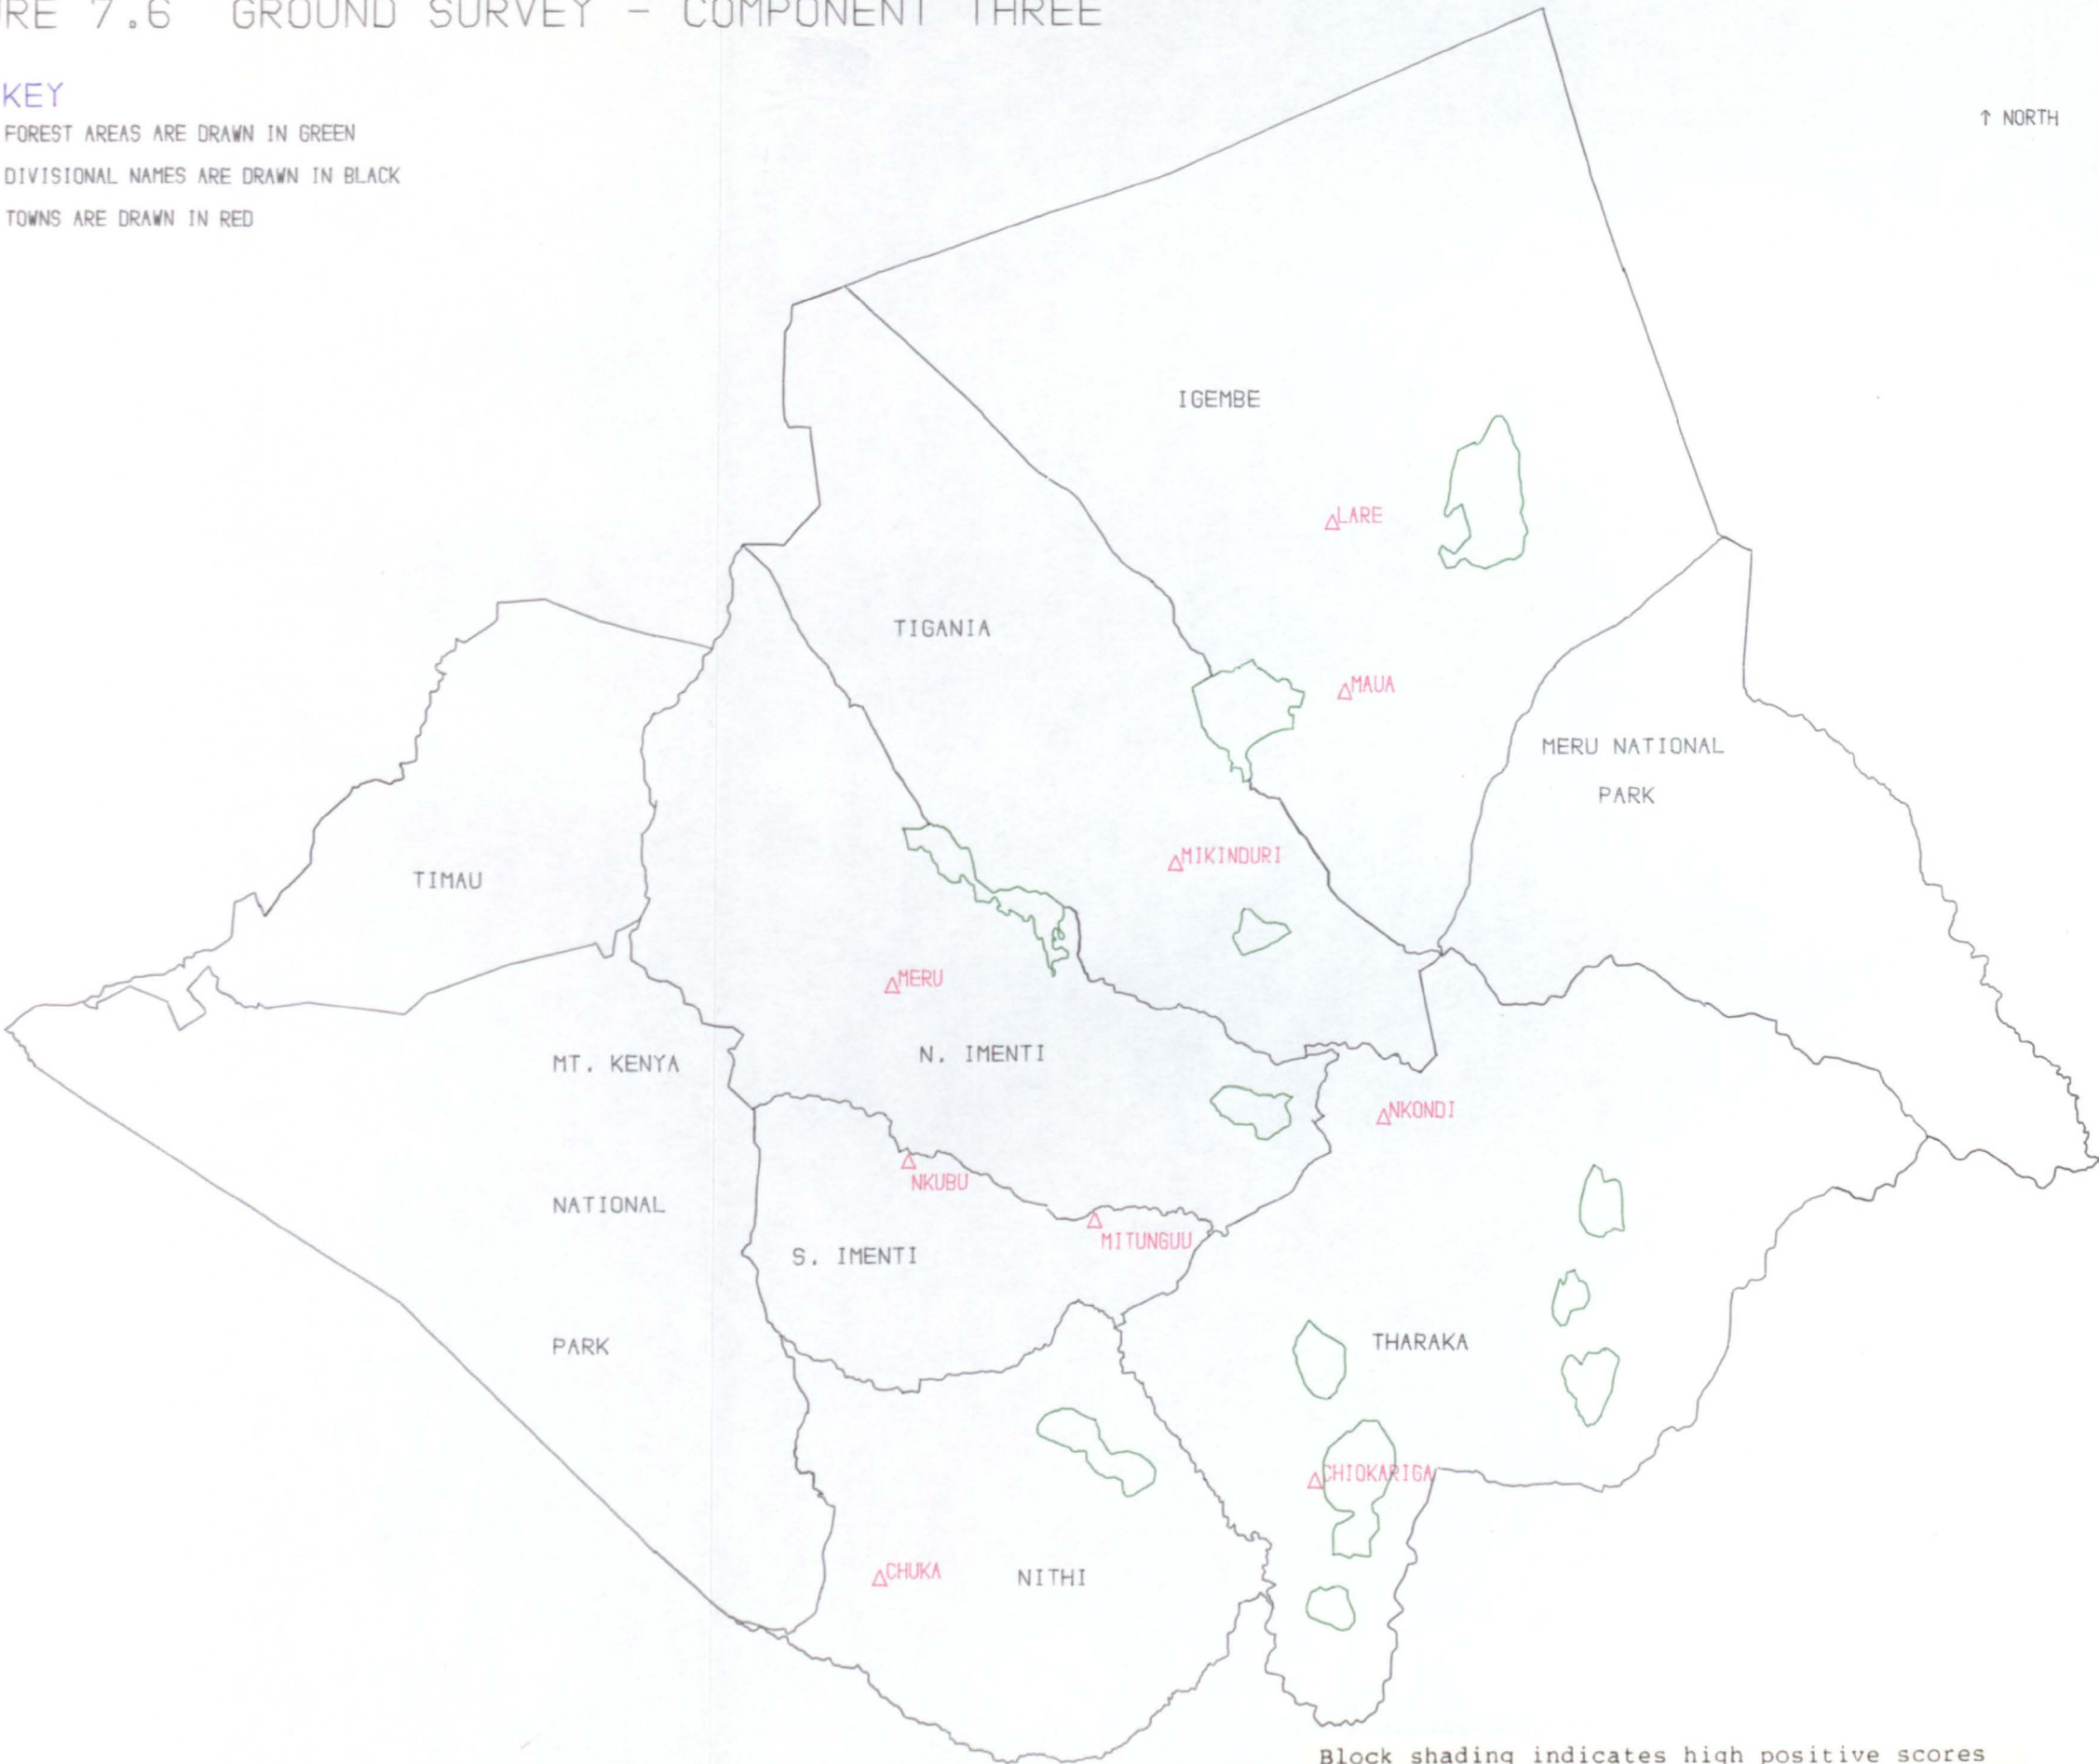 URE 7.6 GROUND SURVEY - COMPONENT THREE
KEY
FOREST AREAS ARE DRAWN IN GREEN
DIVISIONAL NAMES ARE DRAWN IN BLACK
TOWNS ARE DRAWN IN RED
↑ NORTH
IGEMBE
LARE
TIGANIA
MAUA
MERU NATIONAL
PARK
MIKINDURI
TIMAU
MERU
N. IMENTI
MT. KENYA
NKONDI
NKUBU
NATIONAL
MITUNGUU
S. IMENTI
THARAKA
PARK
CHIOKARIGA
CHUKA
NITHI
Block shading indicates high positive scores